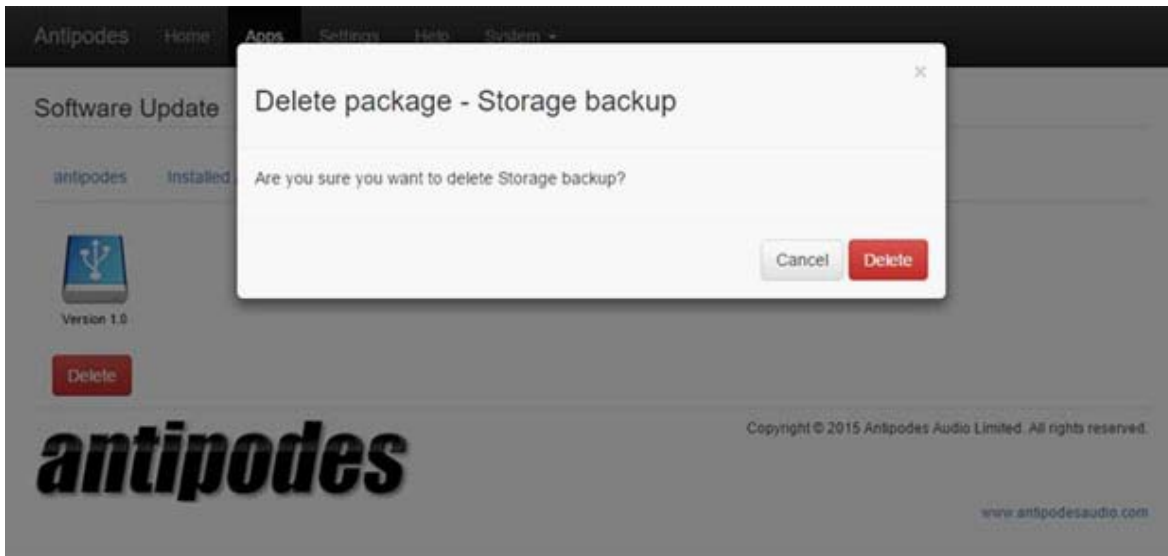 Antipodes Home Apps Settings Help System
×
Delete package - Storage backup
Software Update
antipodes Installed
Are you sure you want to delete Storage backup?
Cancel Delete
Version 1.0
Delete
antipodes
Copyright © 2015 Antipodes Audio Limited. All rights reserved.
www.antipodesaudio.com